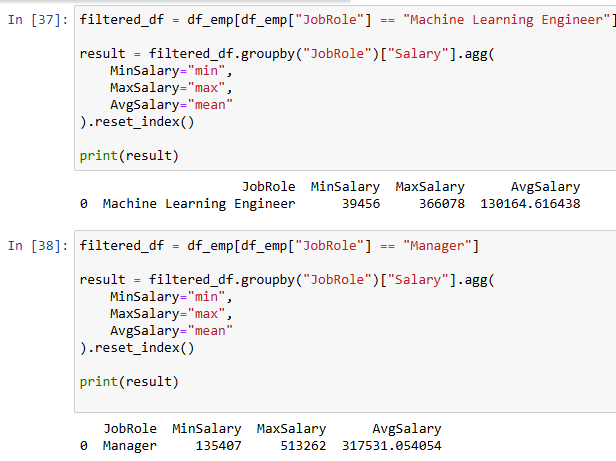 In [37]: filtered_df = df_emp[df_emp["JobRole"] == "Machine Learning Engineer"]
result = filtered_df.groupby("JobRole")["Salary"].agg(
MinSalary="min",
MaxSalary="max",
AvgSalary="mean"
).reset_index()
print(result)
JobRole MinSalary MaxSalary AvgSalary
0 Machine Learning Engineer 39456 366078 130164.616438
In [38]: filtered_df = df_emp[df_emp["JobRole"] == "Manager"]
result = filtered_df.groupby("JobRole")["Salary"].agg(
MinSalary="min",
MaxSalary="max",
AvgSalary="mean"
).reset_index()
print(result)
JobRole MinSalary MaxSalary AvgSalary
0 Manager 135407 513262 317531.054054